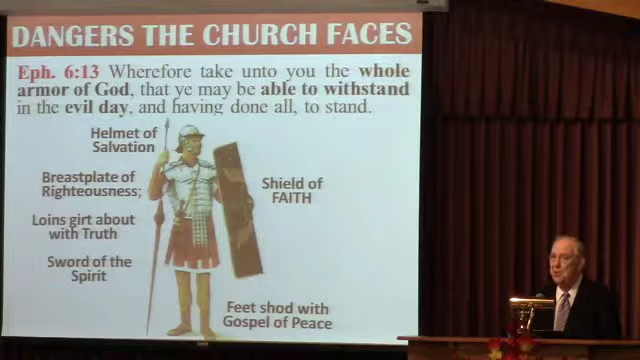 DANGERS THE CHURCH FACES
Eph. 6:13 Wherefore take unto you the whole
armor of God, that ye may be able to withstand
in the evil day, and having done all, to stand.
Helmet of
Salvation
Breastplate of
Righteousness;
Loins girt about
with Truth
Sword of the
Spirit
Shield of
FAITH
Feet shod with
Gospel of Peace